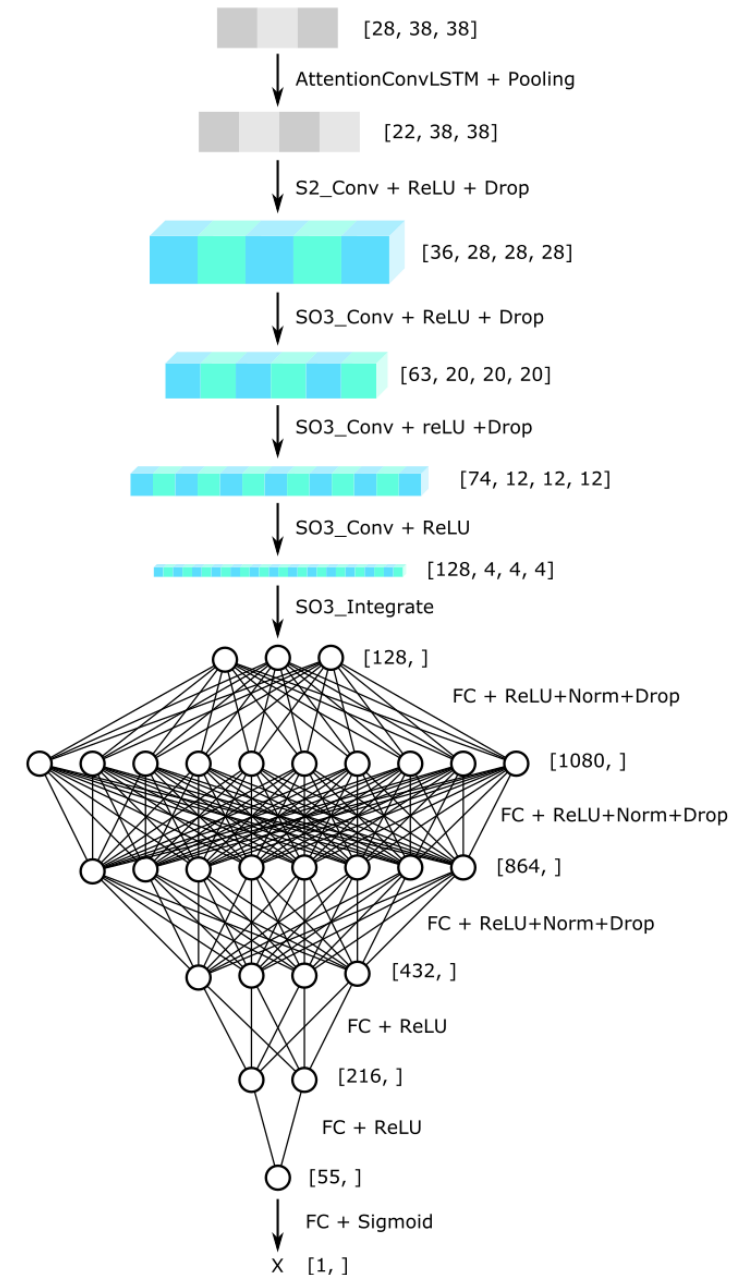 [28, 38, 38]
AttentionConvLSTM + Pooling
[22, 38, 38]
S2_Conv + ReLU + Drop
[36, 28, 28, 28]
SO3_Conv + ReLU + Drop
[63, 20, 20, 20]
SO3_Conv + reLU +Drop
[74, 12, 12, 12]
SO3_Conv + ReLU
[128, 4, 4, 4]
SO3_Integrate
[128, ]
FC + ReLU+Norm+Drop
[1080, ]
FC + ReLU+Norm+Drop
[864, ]
FC + ReLU+Norm+Drop
[432, ]
FC + ReLU
[216, ]
FC + ReLU
[55, ]
FC + Sigmoid
X [1, ]